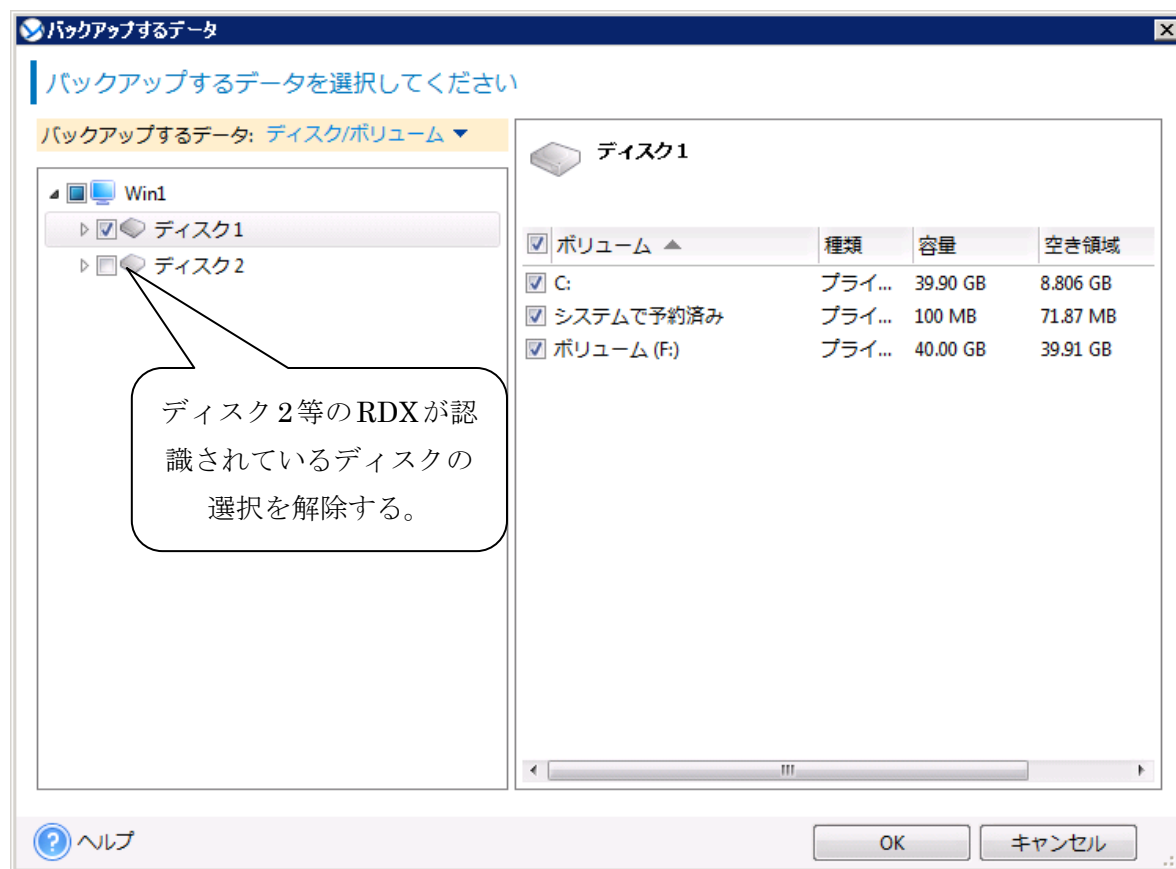 バックアップするデータ
バックアップするデータを選択してください
バックアップするデータ: ディスク/ボリューム
Win1
ディスク1
ディスク2
ディスク1
ボリューム 種類 容量 空き領域
C: プライ... 39.90 GB 8.806 GB
システムで予約済み プライ... 100 MB 71.87 MB
ボリューム (F:) プライ... 40.00 GB 39.91 GB
ディスク2等のRDXが認
識されているディスクの
選択を解除する。
ヘルプ
OK
キャンセル